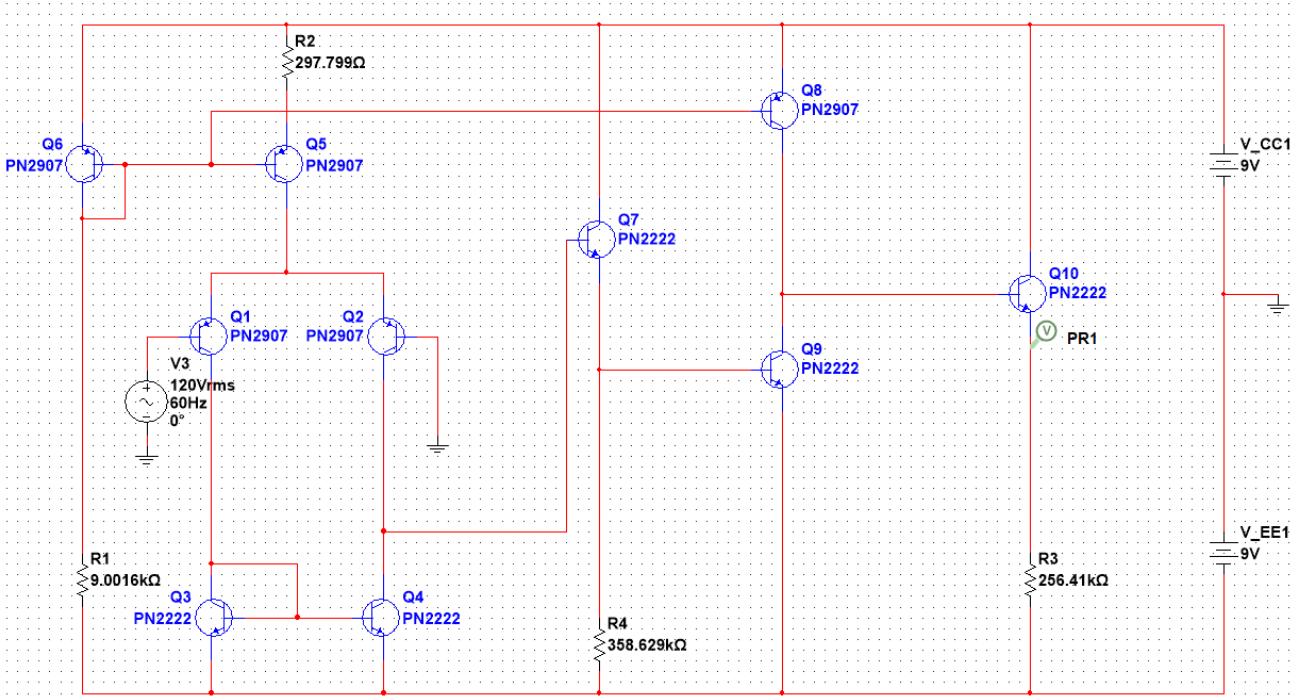 R2
297.799Ω
Q8
PN2907
Q6
PN2907
Q5
PN2907
V_CC1
9V
Q7
PN2222
Q10
PN2222
Q1
PN2907
Q2
PN2907
V
PR1
Q9
PN2222
V3
120Vrms
60Hz
0°
V_EE1
9V
R1
9.0016kΩ
R3
256.41kΩ
Q3
PN2222
Q4
PN2222
R4
358.629kΩ